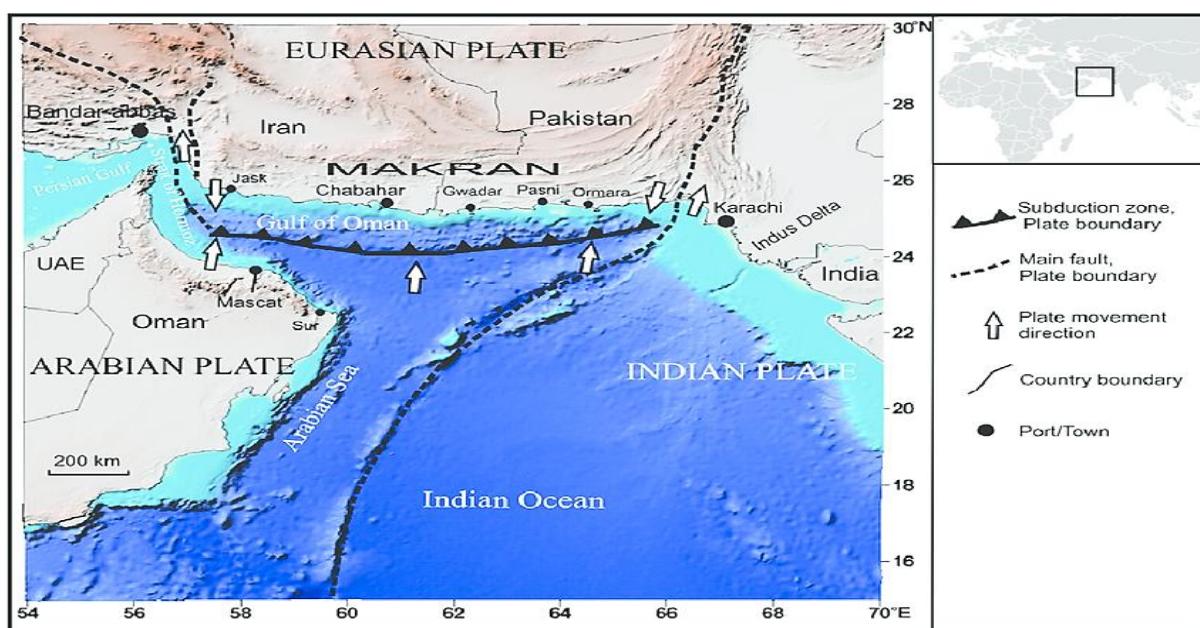 EURASIAN PLATE
Bandar-abbas
Iran
Pakistan
MAKRAN
Persian Gulf
Strait of Hormoz
Jask
Chabahar
Gwadar
Pasni
Ormara
Karachi
Gulf of Oman
Indus Delta
UAE
India
Mascat
Oman
Sur
ARABIAN PLATE
INDIAN PLATE
Arabian Sea
200 km
Indian Ocean
30°N
28
26
24
22
20
18
16
54
56
58
60
62
64
66
68
70°E
Subduction zone,
Plate boundary
Main fault,
Plate boundary
Plate movement
direction
Country boundary
Port/Town